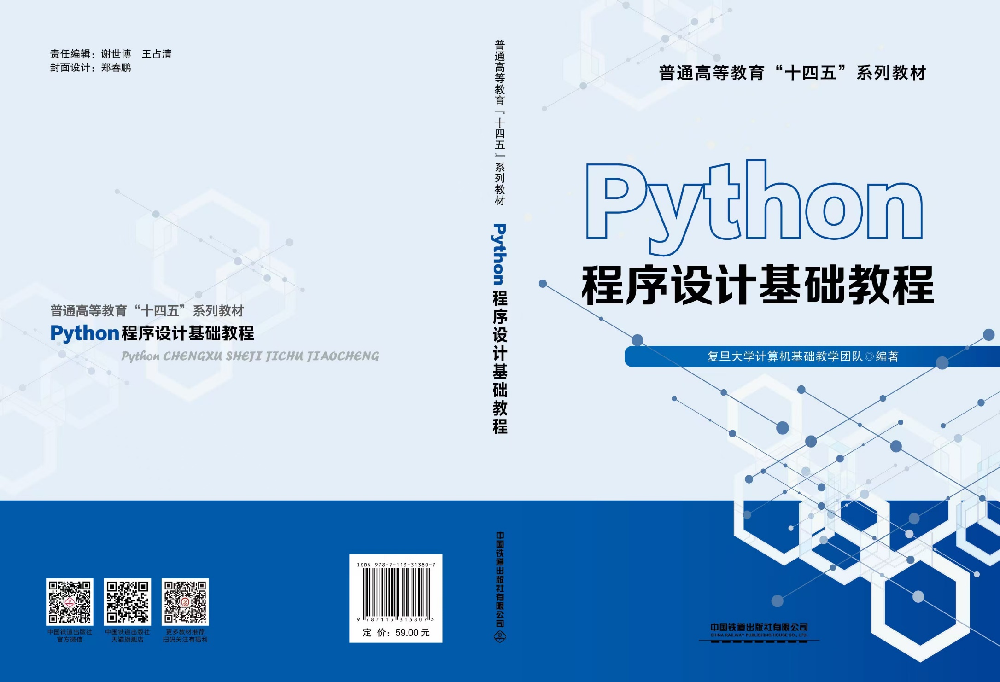 责任编辑：谢世博　王占清
封面设计：郑春鹏
普通高等教育“十四五”系列教材
Python程序设计基础教程
Python CHENGXU SHEJI JICHU JIAOCHENG
中国铁道出版社
官方微信
中国铁道出版社
天猫旗舰店
更多教材推荐
扫码关注有福利
ISBN 978-7-113-31380-7
9 787113 313807>
定 价：59.00 元
普通高等教育『十四五』系列教材
Python 程序设计基础教程
中国铁道出版社有限公司
普通高等教育“十四五”系列教材
Python
程序设计基础教程
复旦大学计算机基础教学团队◎编著
中国铁道出版社有限公司
CHINA RAILWAY PUBLISHING HOUSE CO., LTD.